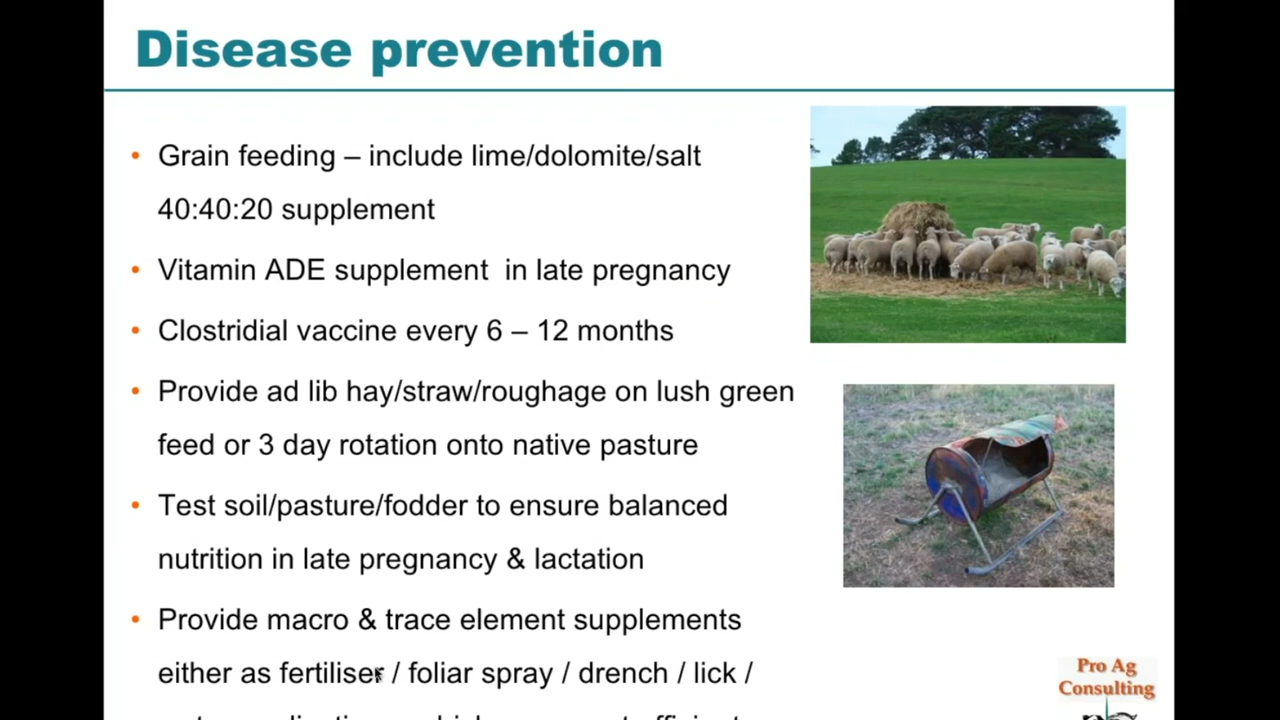 Disease prevention
• Grain feeding – include lime/dolomite/salt
40:40:20 supplement
• Vitamin ADE supplement in late pregnancy
• Clostridial vaccine every 6 – 12 months
• Provide ad lib hay/straw/roughage on lush green
feed or 3 day rotation onto native pasture
• Test soil/pasture/fodder to ensure balanced
nutrition in late pregnancy & lactation
• Provide macro & trace element supplements
either as fertiliser / foliar spray / drench / lick /
Pro Ag
Consulting